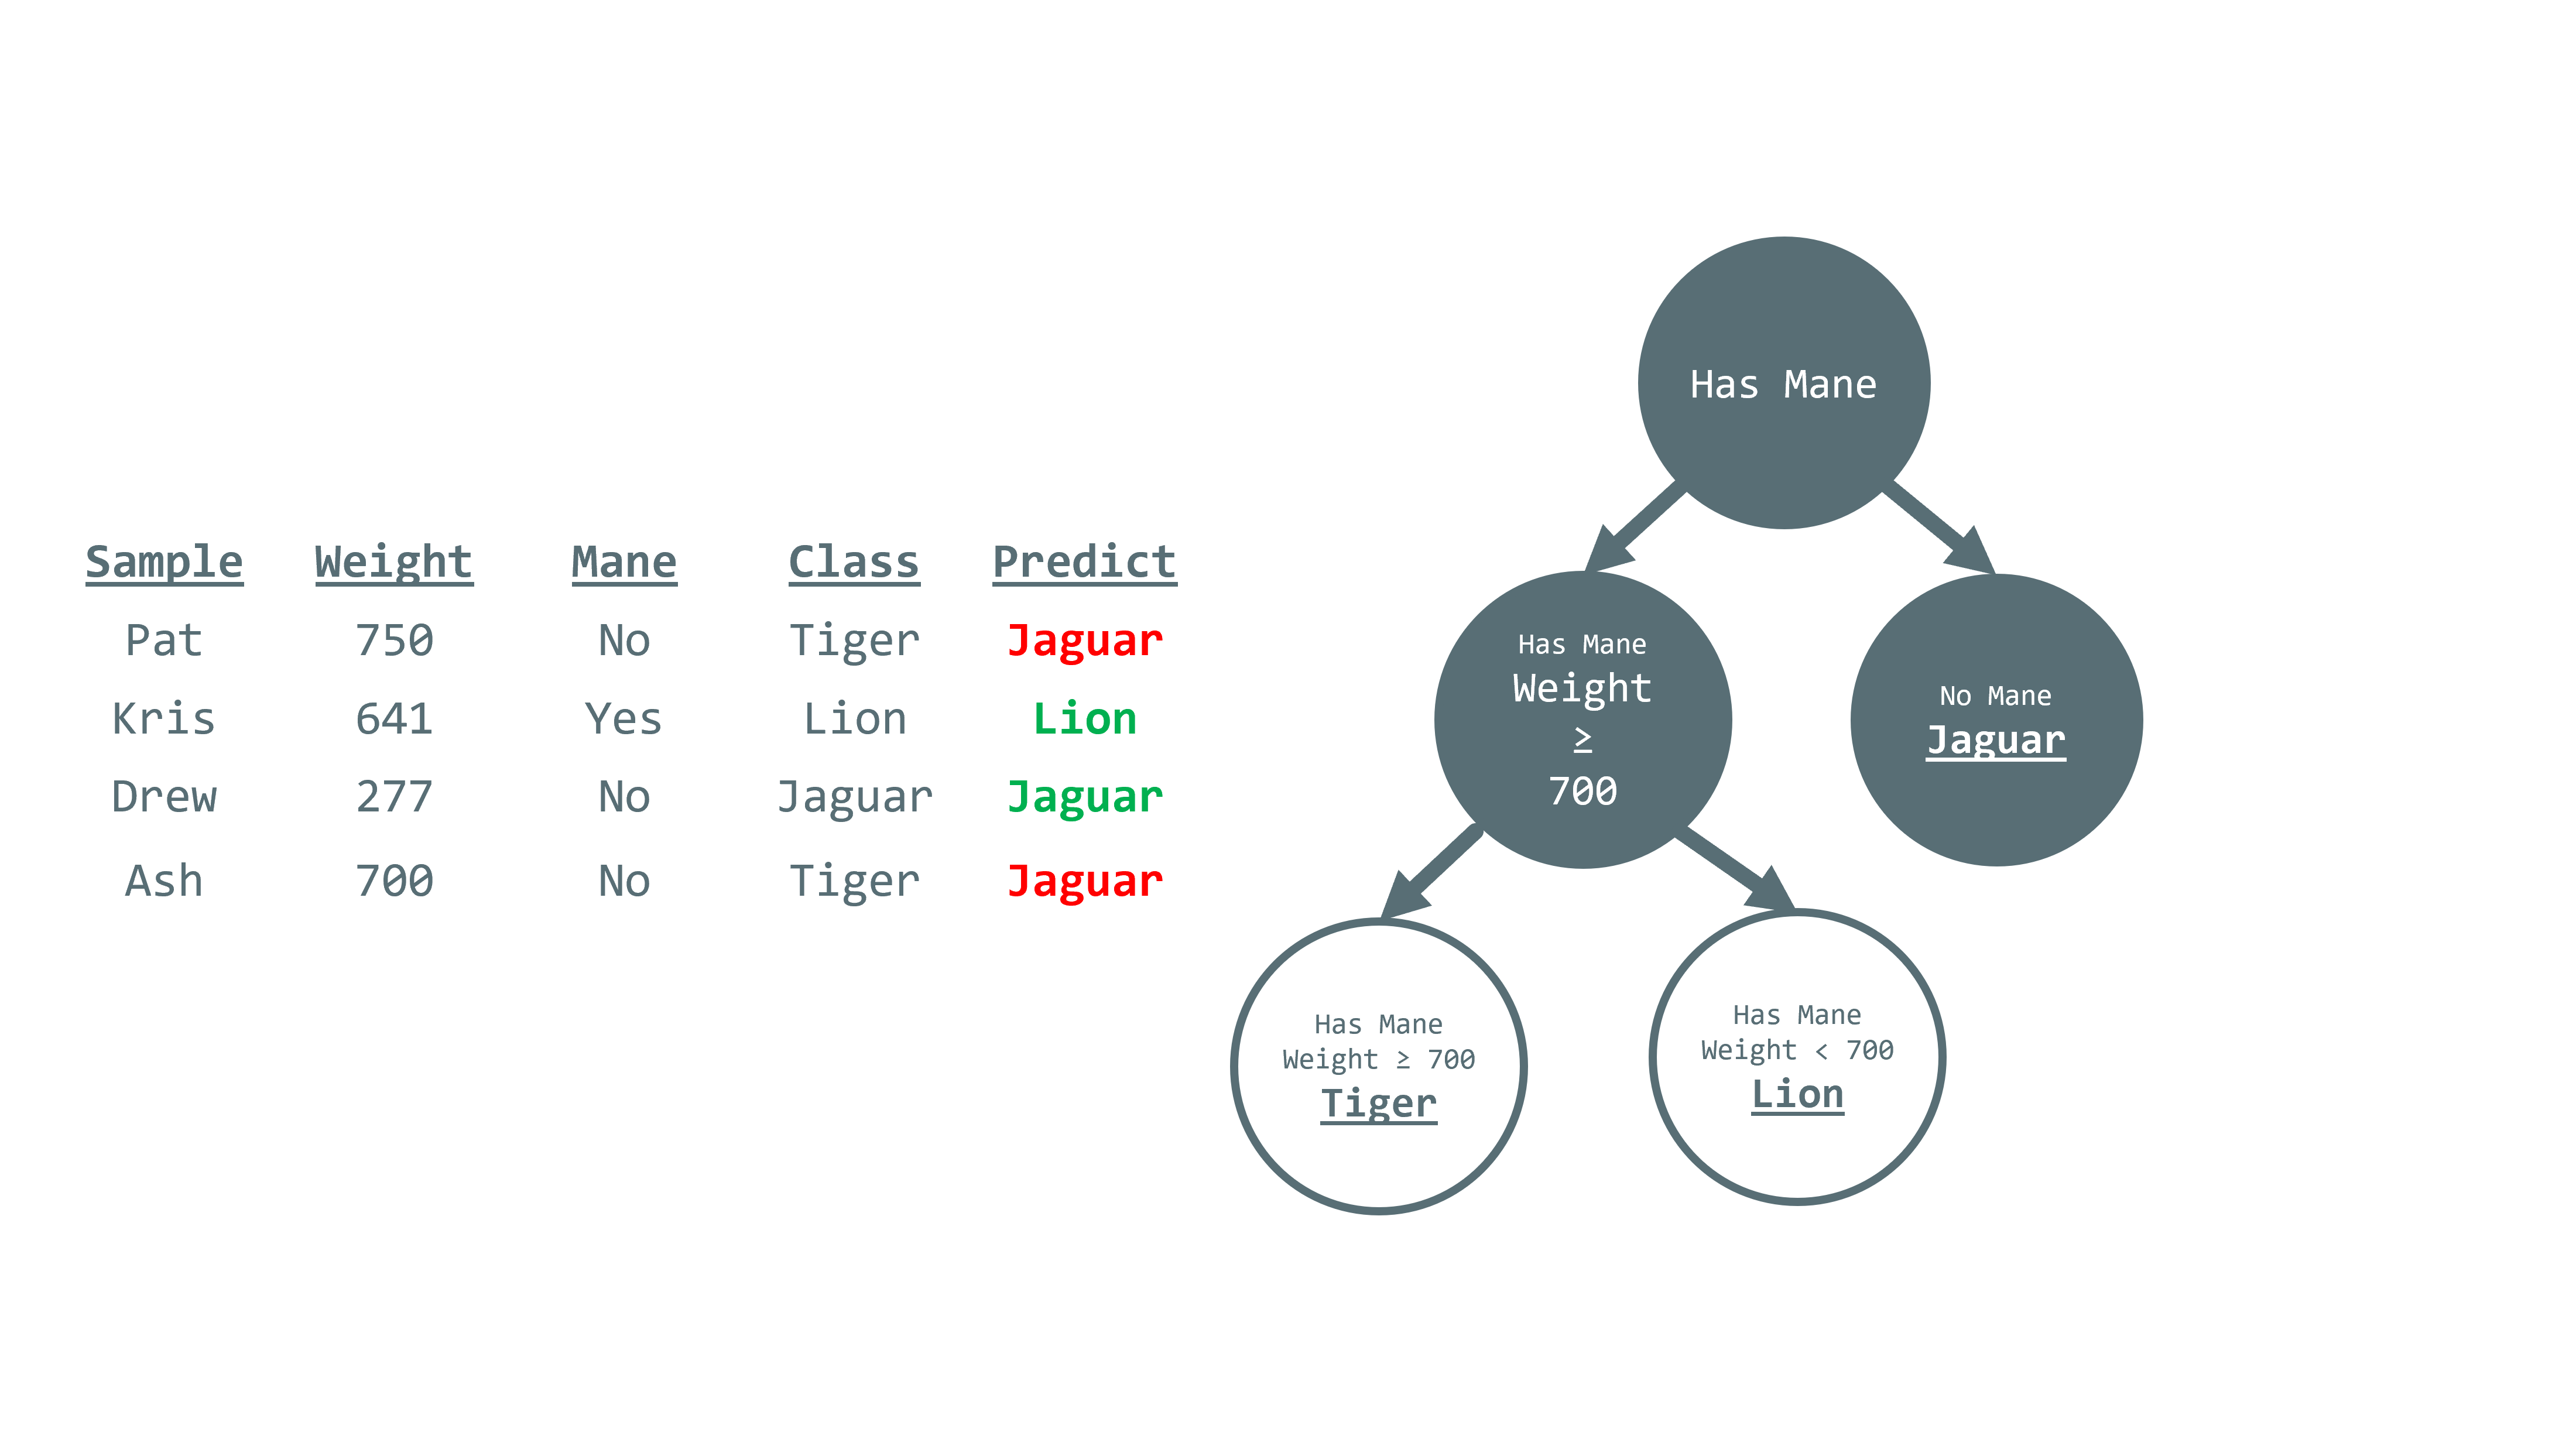 Sample Weight Mane Class Predict
Pat 750 No Tiger Jaguar
Kris 641 Yes Lion Lion
Drew 277 No Jaguar Jaguar
Ash 700 No Tiger Jaguar
Has Mane
Has Mane
Weight
≥
700
No Mane
Jaguar
Has Mane
Weight ≥ 700
Tiger
Has Mane
Weight < 700
Lion